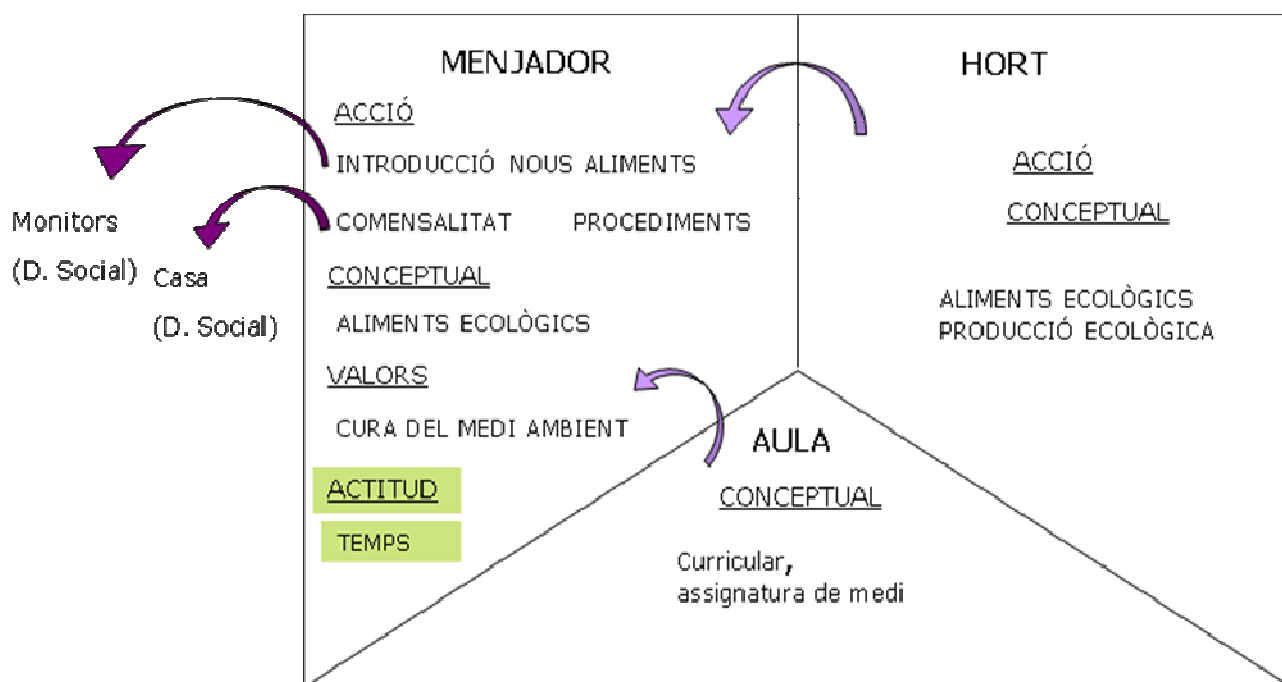 MENJADOR
ACCIÓ
INTRODUCCIÓ NOUS ALIMENTS
COMENSALITAT PROCEDIMENTS
CONCEPTUAL
ALIMENTS ECOLÒGICS
VALORS
CURA DEL MEDI AMBIENT
ACTITUD
TEMPS
Monitors
(D. Social)
Casa
(D. Social)
HORT
ACCIÓ
CONCEPTUAL
ALIMENTS ECOLÒGICS
PRODUCCIÓ ECOLÒGICA
AULA
CONCEPTUAL
Curricular,
assignatura de medi